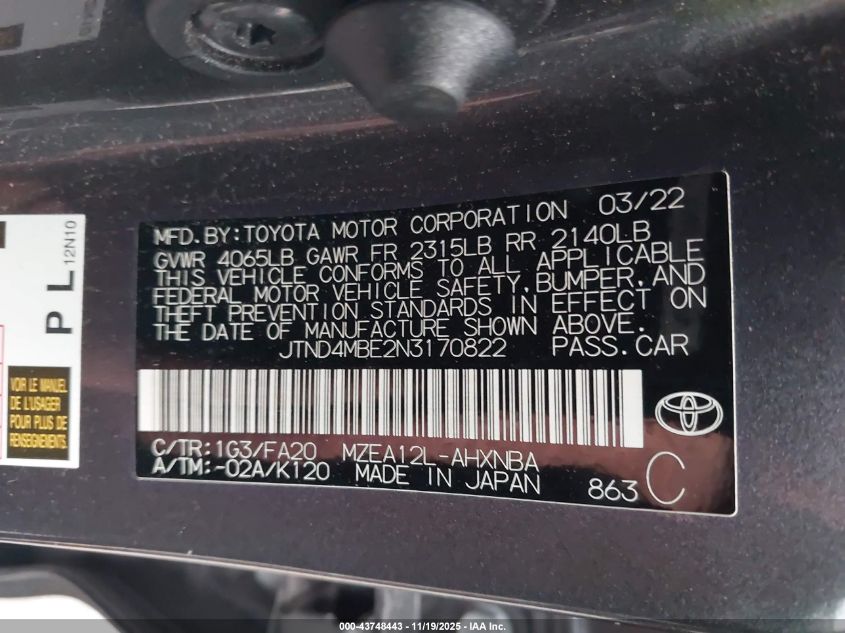 MFD. BY: TOYOTA MOTOR CORPORATION 03/22
GVWR 4065LB GAWR FR 2315LB RR 2140LB
THIS VEHICLE CONFORMS TO ALL APPLICABLE
FEDERAL MOTOR VEHICLE SAFETY, BUMPER, AND
THEFT PREVENTION STANDARDS IN EFFECT ON
THE DATE OF MANUFACTURE SHOWN ABOVE.
JTND4MBE2N3170822 PASS. CAR
C/TR: 1G3/FA20 MZEA12L-AHXNBA
A/TM: -02A/K120 MADE IN JAPAN
863 C
P L 12N10
VOIR LE MANUEL
DE L'USAGER
POUR PLUS DE
RENSEIGNEMENTS
000-43748443 - 11/19/2025 - IAA Inc.